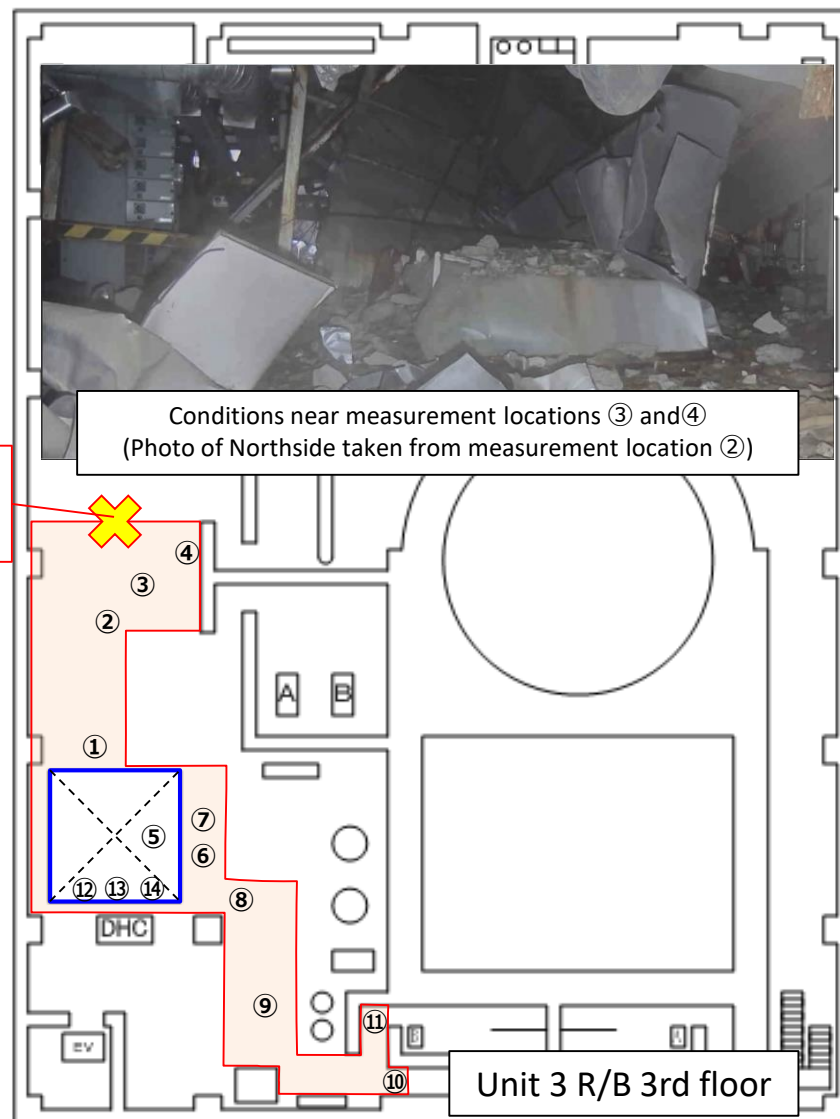 Conditions near measurement locations ③ and④
(Photo of Northside taken from measurement location ②)
④
③
②
A B
①
⑦
⑤
⑥
⑫ ⑬ ⑭
⑧
DHC
⑨
⑪
B A
EV
⑩
Unit 3 R/B 3rd floor